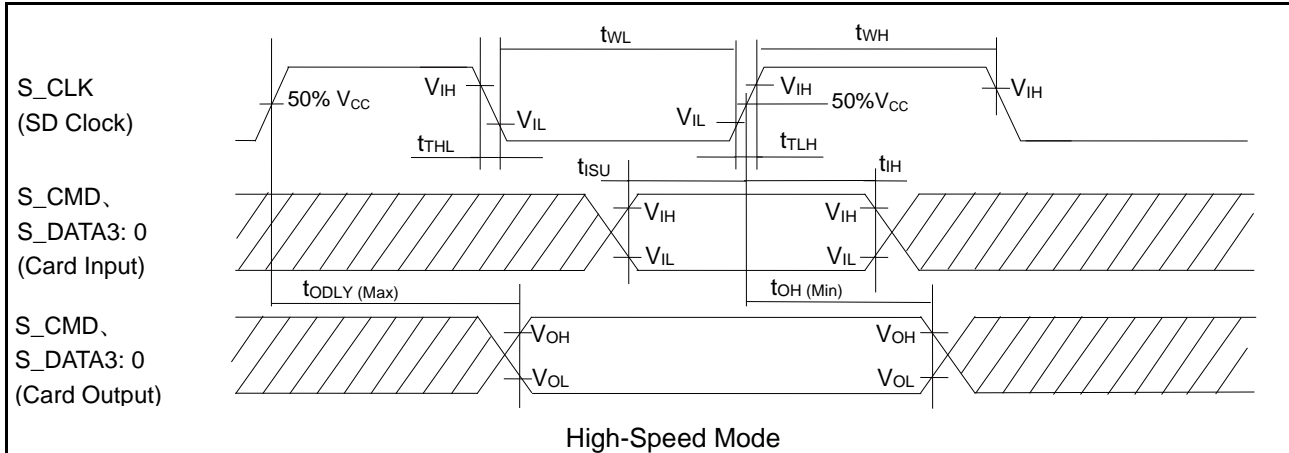 tWL
tWH
S_CLK
(SD Clock)
50% VCC
VIH
VIL
VIL
VIH
50%VCC
VIH
tTHL
tTLH
tISU
tIH
S_CMD、
S_DATA3: 0
(Card Input)
VIH
VIL
VIH
VIL
tODLY (Max)
tOH (Min)
S_CMD、
S_DATA3: 0
(Card Output)
VOH
VOL
VOH
VOL
High-Speed Mode